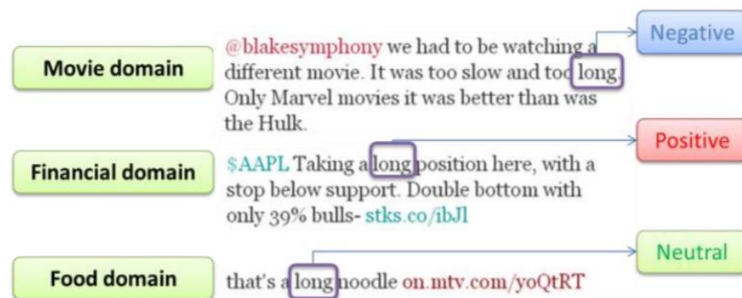 Negative
@blakesymphony we had to be watching a
Movie domain
different movie. It was too slow and too long.
Only Marvel movies it was better than was
the Hulk.
Positive
$AAPL Taking a long position here, with a
Financial domain
stop below support. Double bottom with
only 39% bulls- stks.co/ibJl
Neutral
Food domain
that's a long noodle on.mtv.com/yoQtRT